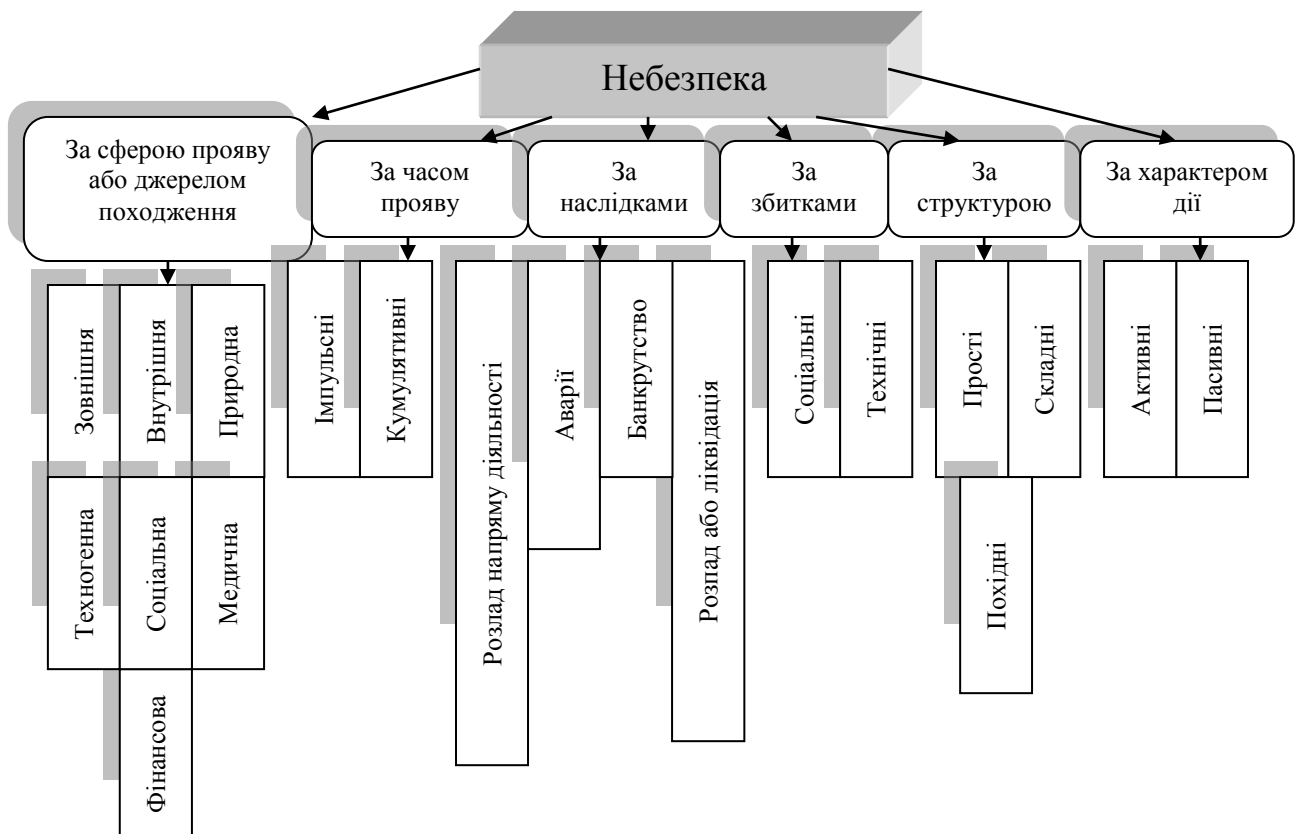 Небезпека
За сферою прояву
або джерелом
походження
За часом
прояву
За
наслідками
За
збитками
За
структурою
За характером
дії
Зовнішня
Внутрішня
Природна
Техногенна
Соціальна
Медична
Фінансова
Імпульсні
Кумулятивні
Розлад напряму діяльності
Аварії
Банкрутство
Розпад або ліквідація
Соціальні
Технічні
Прості
Складні
Похідні
Активні
Пасивні